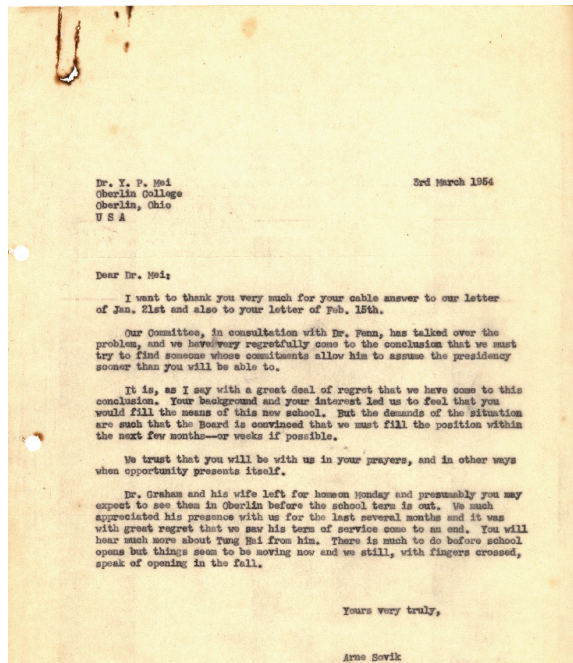 Dr. Y. P. Mei
3rd March 1954
Oberlin College
Oberlin, Ohio
U S A
Dear Dr. Mei;
I want to thank you very much for your cable answer to our letter
of Jan. 21st and also to your letter of Feb. 15th.
Our Committee, in consultation with Dr. Fenn, has talked over the
problem, and we have very regretfully come to the conclusion that we must
try to find someone whose commitments allow him to assume the presidency
sooner than you will be able to.
It is, as I say with a great deal of regret that we have come to this
conclusion. Your background and your interest led us to feel that you
would fill the means of this new school. But the demands of the situation
are such that the Board is convinced that we must fill the position within
the next few months--or weeks if possible.
We trust that you will be with us in your prayers, and in other ways
when opportunity presents itself.
Dr. Graham and his wife left for homeon Monday and presumably you may
expect to see them in Oberlin before the school term is out. We much
appreciated his presence with us for the last several months and it was
with great regret that we saw his term of service come to an end. You will
hear much more about Tung Hai from him. There is much to do before school
opens but things seem to be moving now and we still, with fingers crossed,
speak of opening in the fall.
Yours very truly,
Arne Sovik